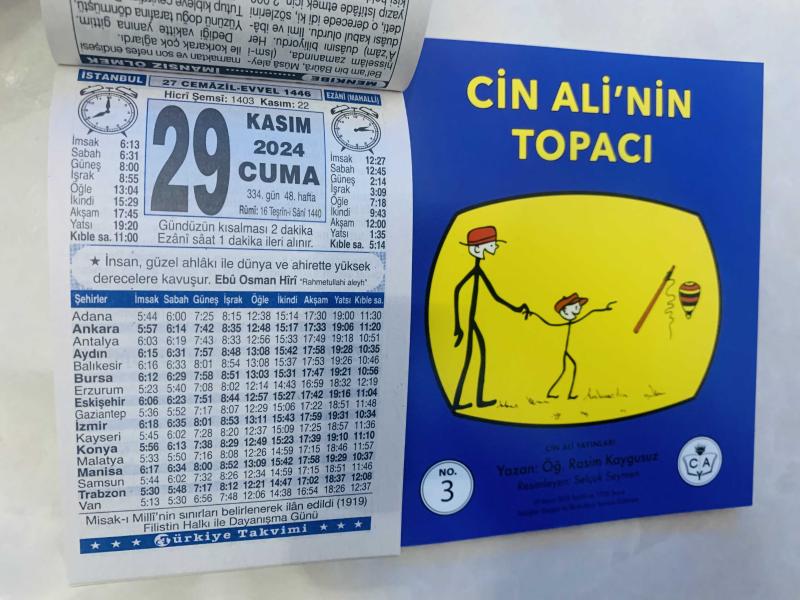 MENKIBE ........ İMANSIZ ÖLMEK
İSTANBUL
27 CEMÂZİL-EVVEL 1446
Hicrî Şemsî: 1403 Kasım: 22
EZÂNÎ (MAHALLÎ)
29
KASIM
2024
CUMA
334. gün 48. hafta
Rûmî: 16 Teşrîn-i Sânî 1440
İmsak 6:13
Sabah 6:31
Güneş 8:00
İşrak 8:55
Öğle 13:04
İkindi 15:29
Akşam 17:45
Yatsı 19:20
Kıble sa. 11:00
İmsak 12:27
Sabah 12:45
Güneş 2:14
İşrak 3:09
Öğle 7:18
İkindi 9:43
Akşam 12:00
Yatsı 1:35
Kıble sa. 5:14
Gündüzün kısalması 2 dakika
Ezânî sâat 1 dakika ileri alınır.
★ İnsan, güzel ahlâkı ile dünya ve ahirette yüksek
derecelere kavuşur. Ebû Osman Hîrî "Rahmetullahi aleyh"
Şehirler İmsak Sabah Güneş İşrak Öğle İkindi Akşam Yatsı Kıble sa.
Adana 5:44 6:00 7:25 8:15 12:38 15:14 17:30 19:00 11:30
Ankara 5:57 6:14 7:42 8:35 12:48 15:17 17:33 19:06 11:20
Antalya 6:03 6:19 7:43 8:33 12:56 15:33 17:49 19:18 10:51
Aydın 6:15 6:31 7:57 8:48 13:08 15:42 17:58 19:28 10:35
Balıkesir 6:16 6:33 8:01 8:54 13:08 15:37 17:53 19:26 10:46
Bursa 6:12 6:29 7:58 8:51 13:03 15:31 17:47 19:21 10:56
Erzurum 5:23 5:40 7:08 8:02 12:14 14:43 16:59 18:32 12:19
Eskişehir 6:06 6:23 7:51 8:44 12:57 15:27 17:42 19:16 11:04
Gaziantep 5:36 5:52 7:17 8:07 12:29 15:06 17:22 18:51 11:48
İzmir 6:18 6:35 8:01 8:53 13:11 15:43 17:59 19:31 10:34
Kayseri 5:45 6:02 7:28 8:20 12:37 15:09 17:25 18:57 11:36
Konya 5:56 6:13 7:38 8:29 12:49 15:23 17:39 19:10 11:10
Malatya 5:33 5:50 7:16 8:08 12:26 14:59 17:15 18:46 11:57
Manisa 6:17 6:34 8:00 8:52 13:09 15:42 17:58 19:29 10:37
Samsun 5:44 6:02 7:32 8:26 12:34 14:59 17:15 18:51 11:46
Trabzon 5:30 5:48 7:17 8:12 12:21 14:47 17:02 18:37 12:08
Van 5:13 5:30 6:56 7:48 12:06 14:38 16:54 18:26 12:37
Misak-ı Millî'nin sınırları belirlenerek ilân edildi (1919)
Filistin Halkı ile Dayanışma Günü
Türkiye Takvimi
CİN ALİ'NİN
TOPACI
CİN ALİ YAYINLARI
Yazan: Öğ. Rasim Kaygusuz
Resimleyen: Selçuk Seymen
NO.
3
C A